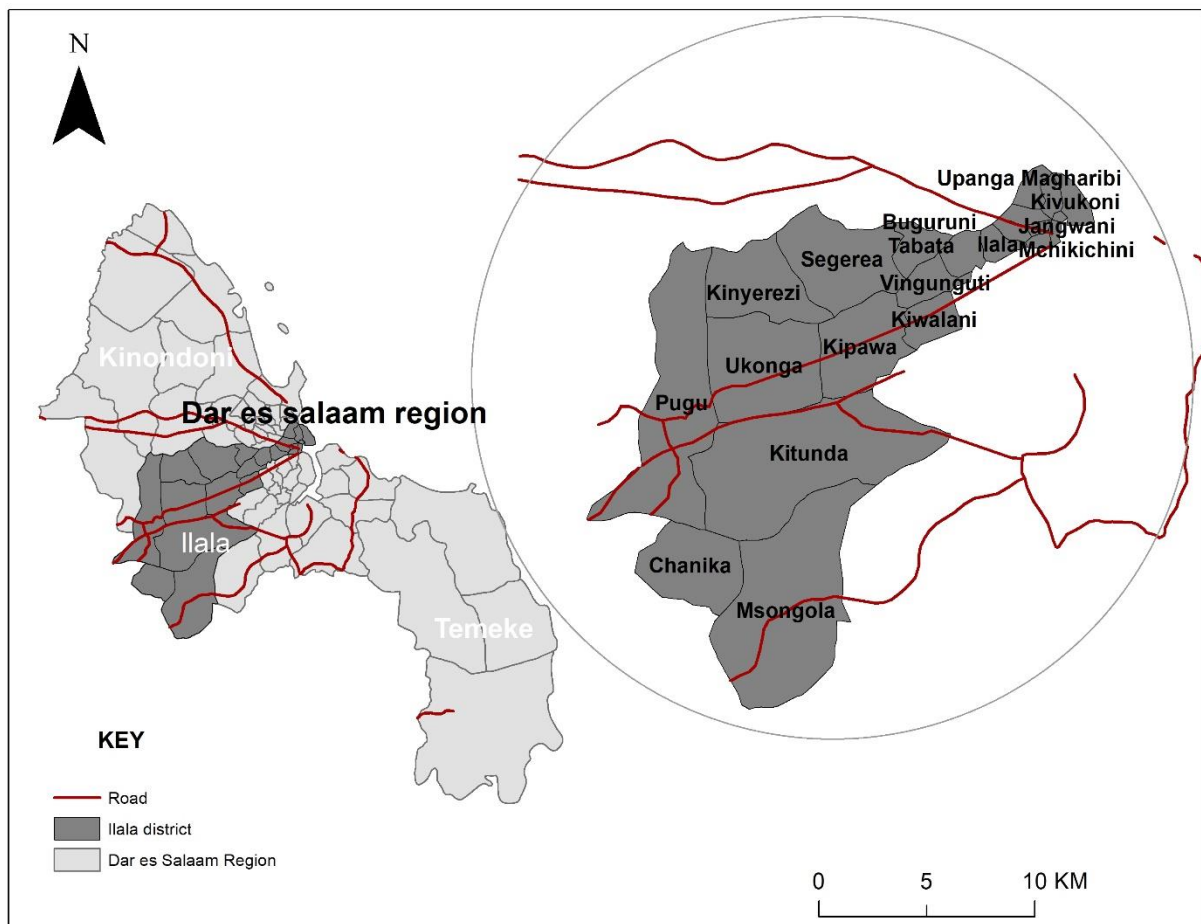 N
Upanga Magharibi
Kivukoni
Buguruni
Jangwani
Tabata
Ilala
Mchikichini
Segerea
Vingunguti
Kinyerezi
Kiwalani
Kipawa
Ukonga
Pugu
Kitunda
Chanika
Msongola
Kinondoni
Dar es salaam region
Ilala
Temeke
KEY
Road
Ilala district
Dar es Salaam Region
0 5 10 KM